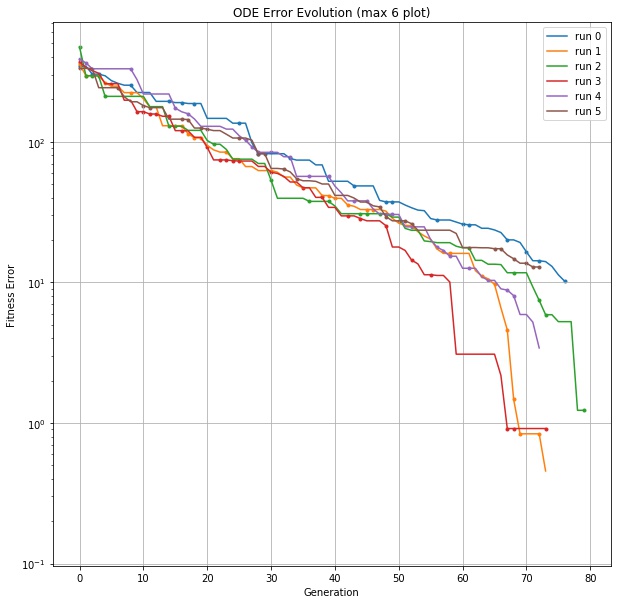 ODE Error Evolution (max 6 plot)
run 0
run 1
run 2
run 3
run 4
run 5
Fitness Error
10²
10¹
10⁰
10⁻¹
0 10 20 30 40 50 60 70 80
Generation